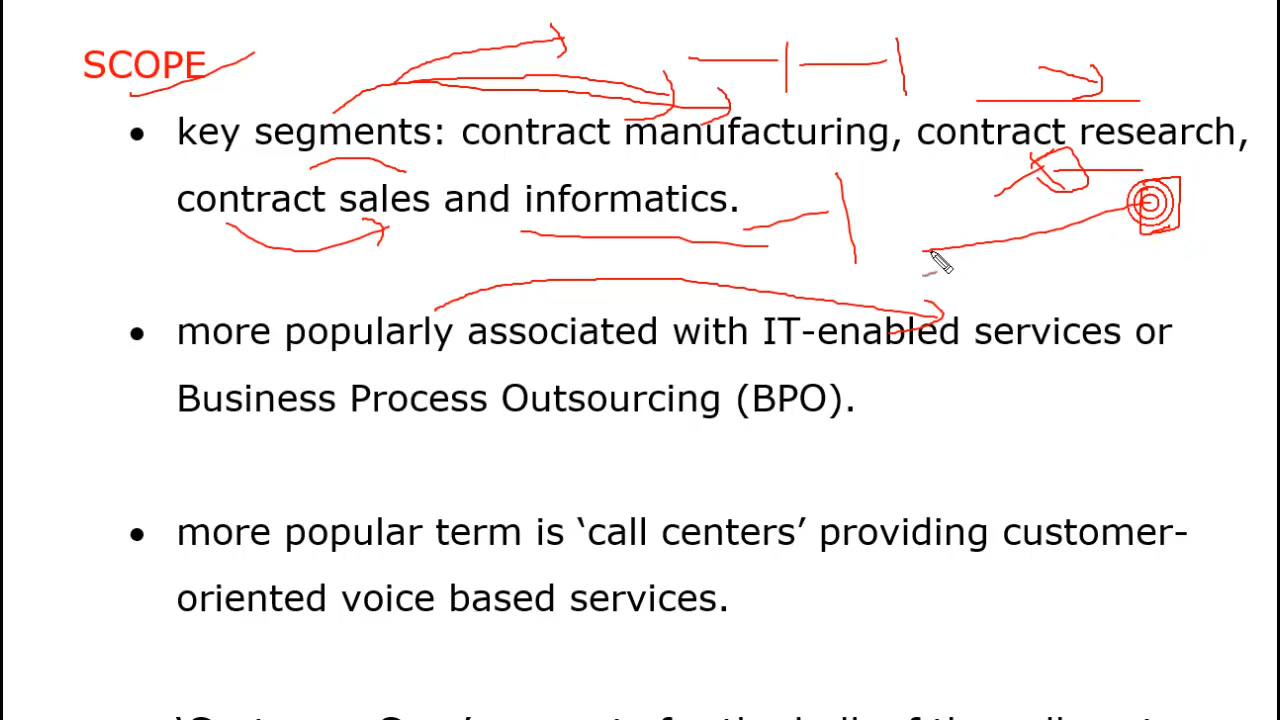 SCOPE
• key segments: contract manufacturing, contract research,
contract sales and informatics.
• more popularly associated with IT-enabled services or
Business Process Outsourcing (BPO).
• more popular term is ‘call centers’ providing customer-
oriented voice based services.